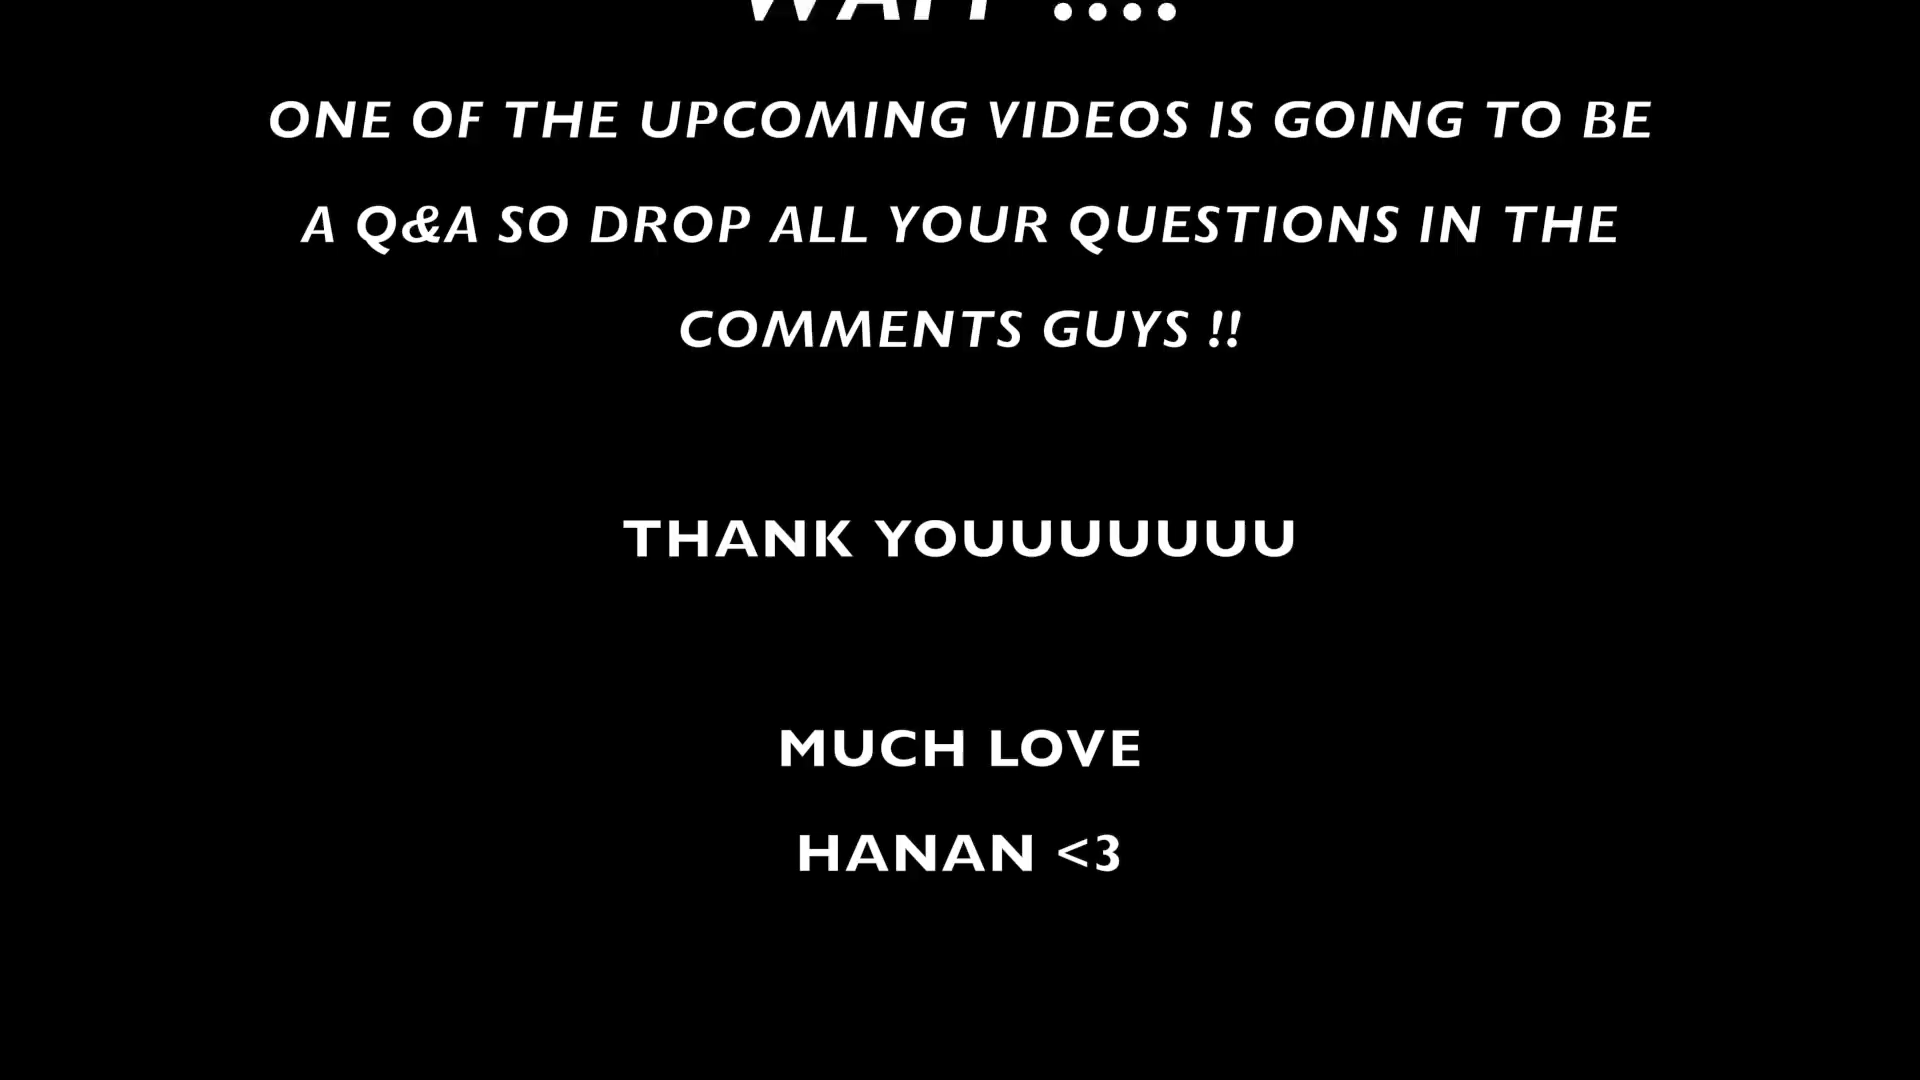 ONE OF THE UPCOMING VIDEOS IS GOING TO BE
A Q&A SO DROP ALL YOUR QUESTIONS IN THE
COMMENTS GUYS !!
THANK YOUUUUUUU
MUCH LOVE
HANAN <3